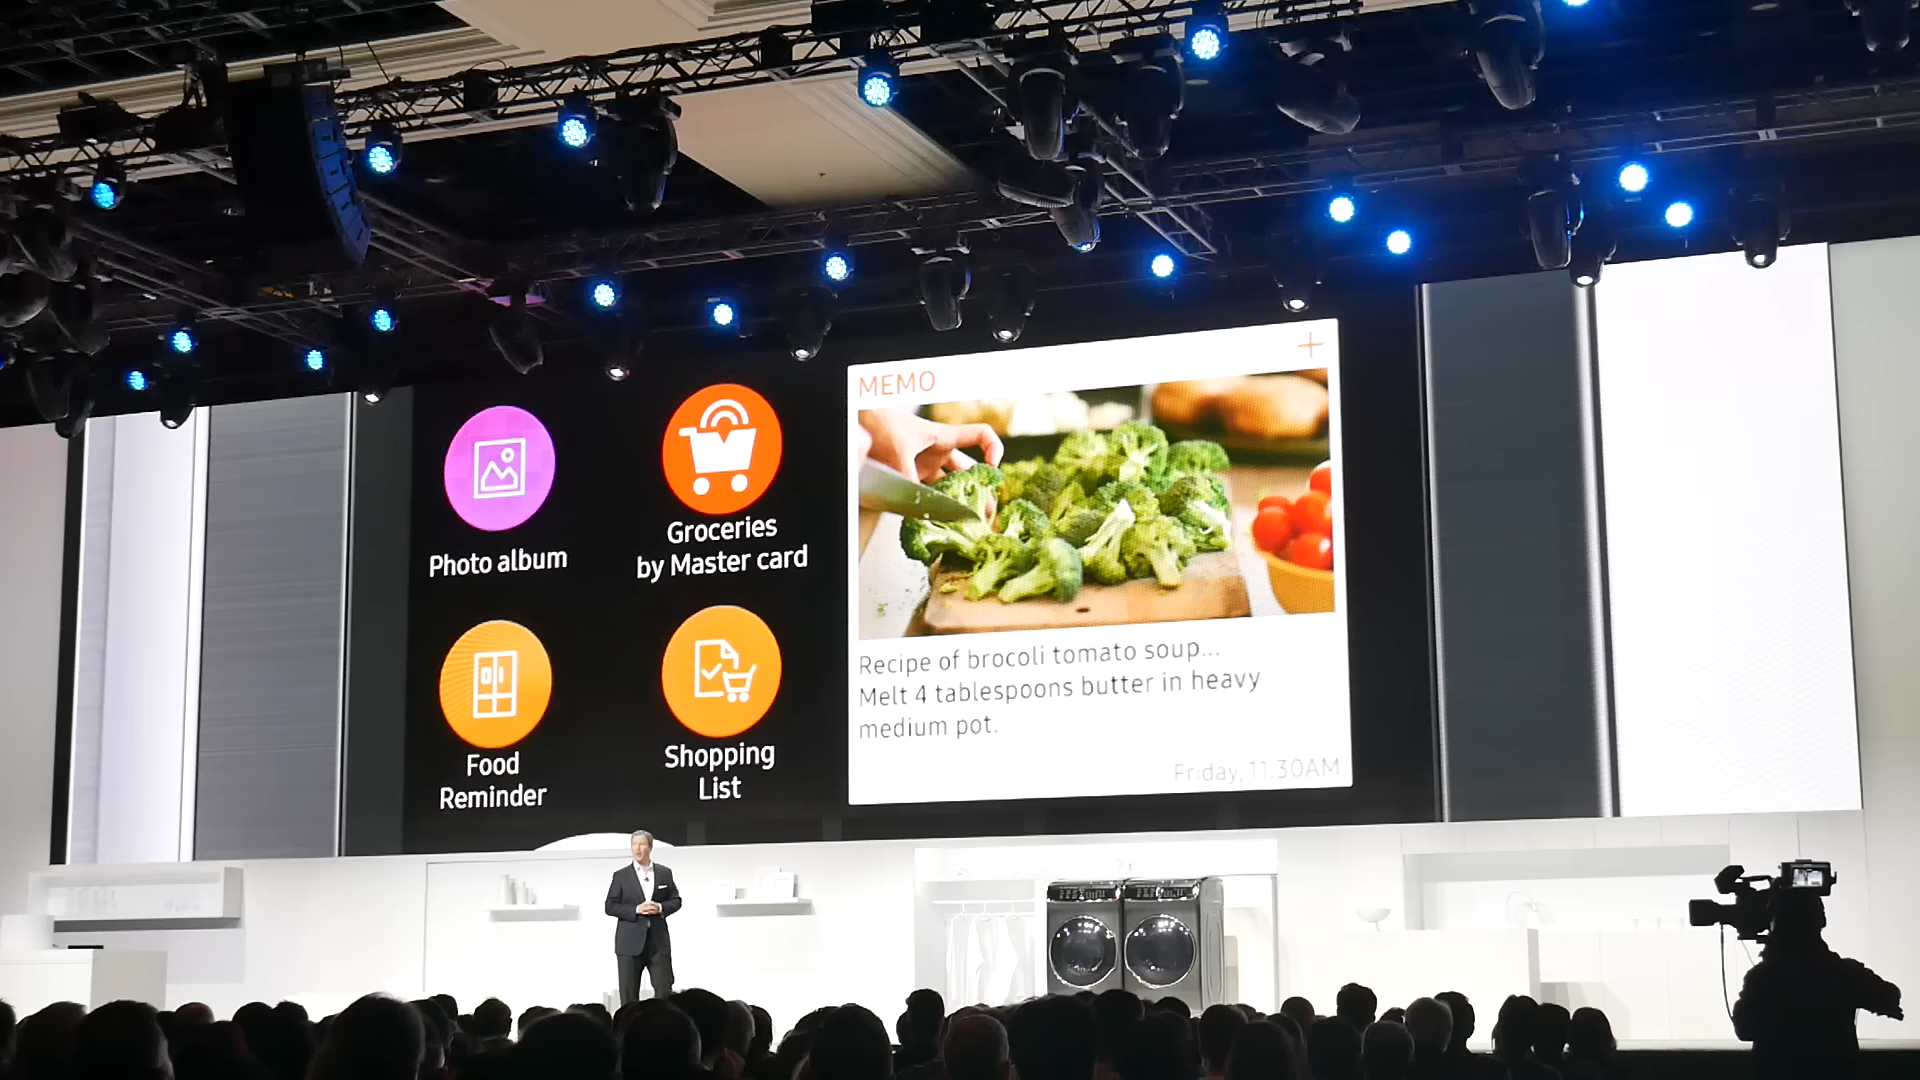 Photo album
Groceries
by Master card
Food
Reminder
Shopping
List
MEMO
Recipe of brocoli tomato soup...
Melt 4 tablespoons butter in heavy
medium pot.
Friday, 11.30AM